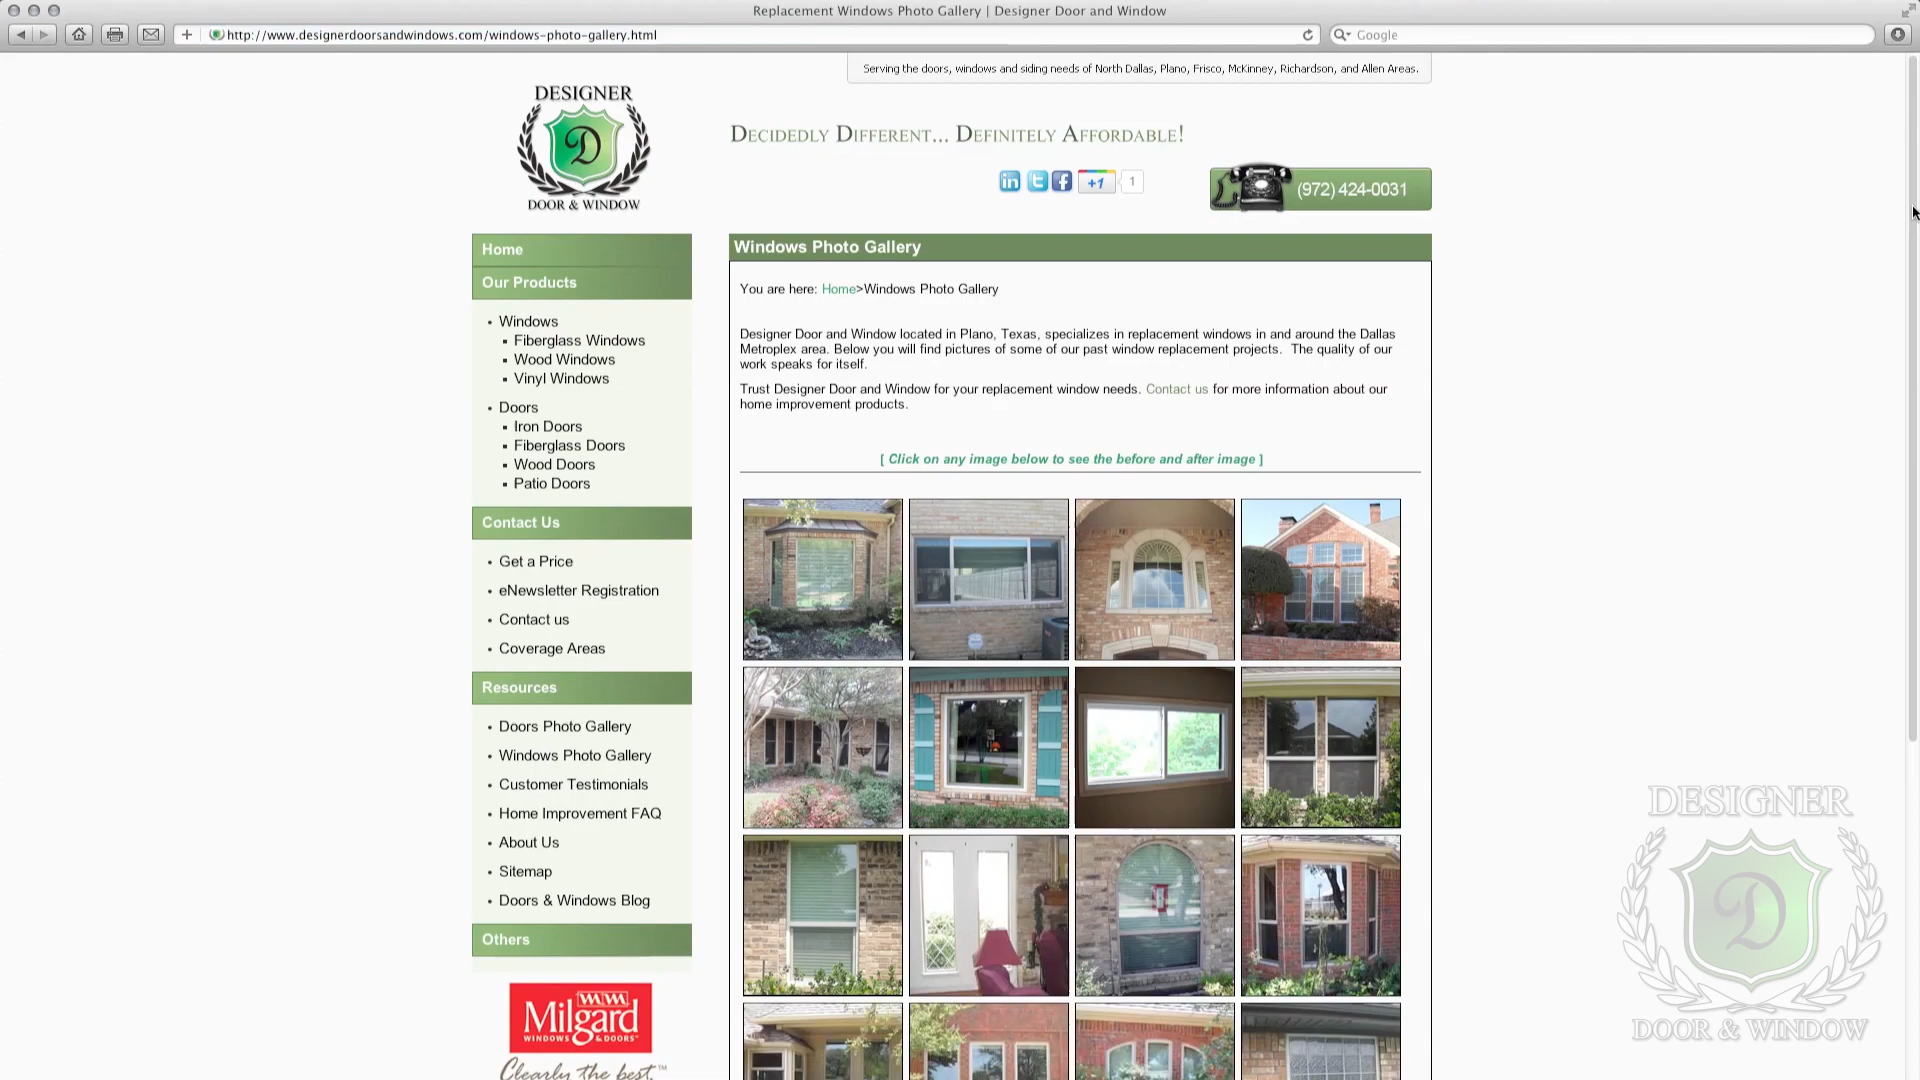 Replacement Windows Photo Gallery | Designer Door and Window
http://www.designerdoorsandwindows.com/windows-photo-gallery.html
Google
Serving the doors, windows and siding needs of North Dallas, Plano, Frisco, McKinney, Richardson, and Allen Areas.
DESIGNER
D
DOOR & WINDOW
Decidedly Different... Definitely Affordable!
+1
1
(972) 424-0031
Home
Our Products
Windows
Fiberglass Windows
Wood Windows
Vinyl Windows
Doors
Iron Doors
Fiberglass Doors
Wood Doors
Patio Doors
Contact Us
Get a Price
eNewsletter Registration
Contact us
Coverage Areas
Resources
Doors Photo Gallery
Windows Photo Gallery
Customer Testimonials
Home Improvement FAQ
About Us
Sitemap
Doors & Windows Blog
Others
Milgard
WINDOWS & DOORS
Clearly the best.™
Windows Photo Gallery
You are here: Home>Windows Photo Gallery
Designer Door and Window located in Plano, Texas, specializes in replacement windows in and around the Dallas
Metroplex area. Below you will find pictures of some of our past window replacement projects. The quality of our
work speaks for itself.
Trust Designer Door and Window for your replacement window needs. Contact us for more information about our
home improvement products.
[ Click on any image below to see the before and after image ]
DESIGNER
D
DOOR & WINDOW